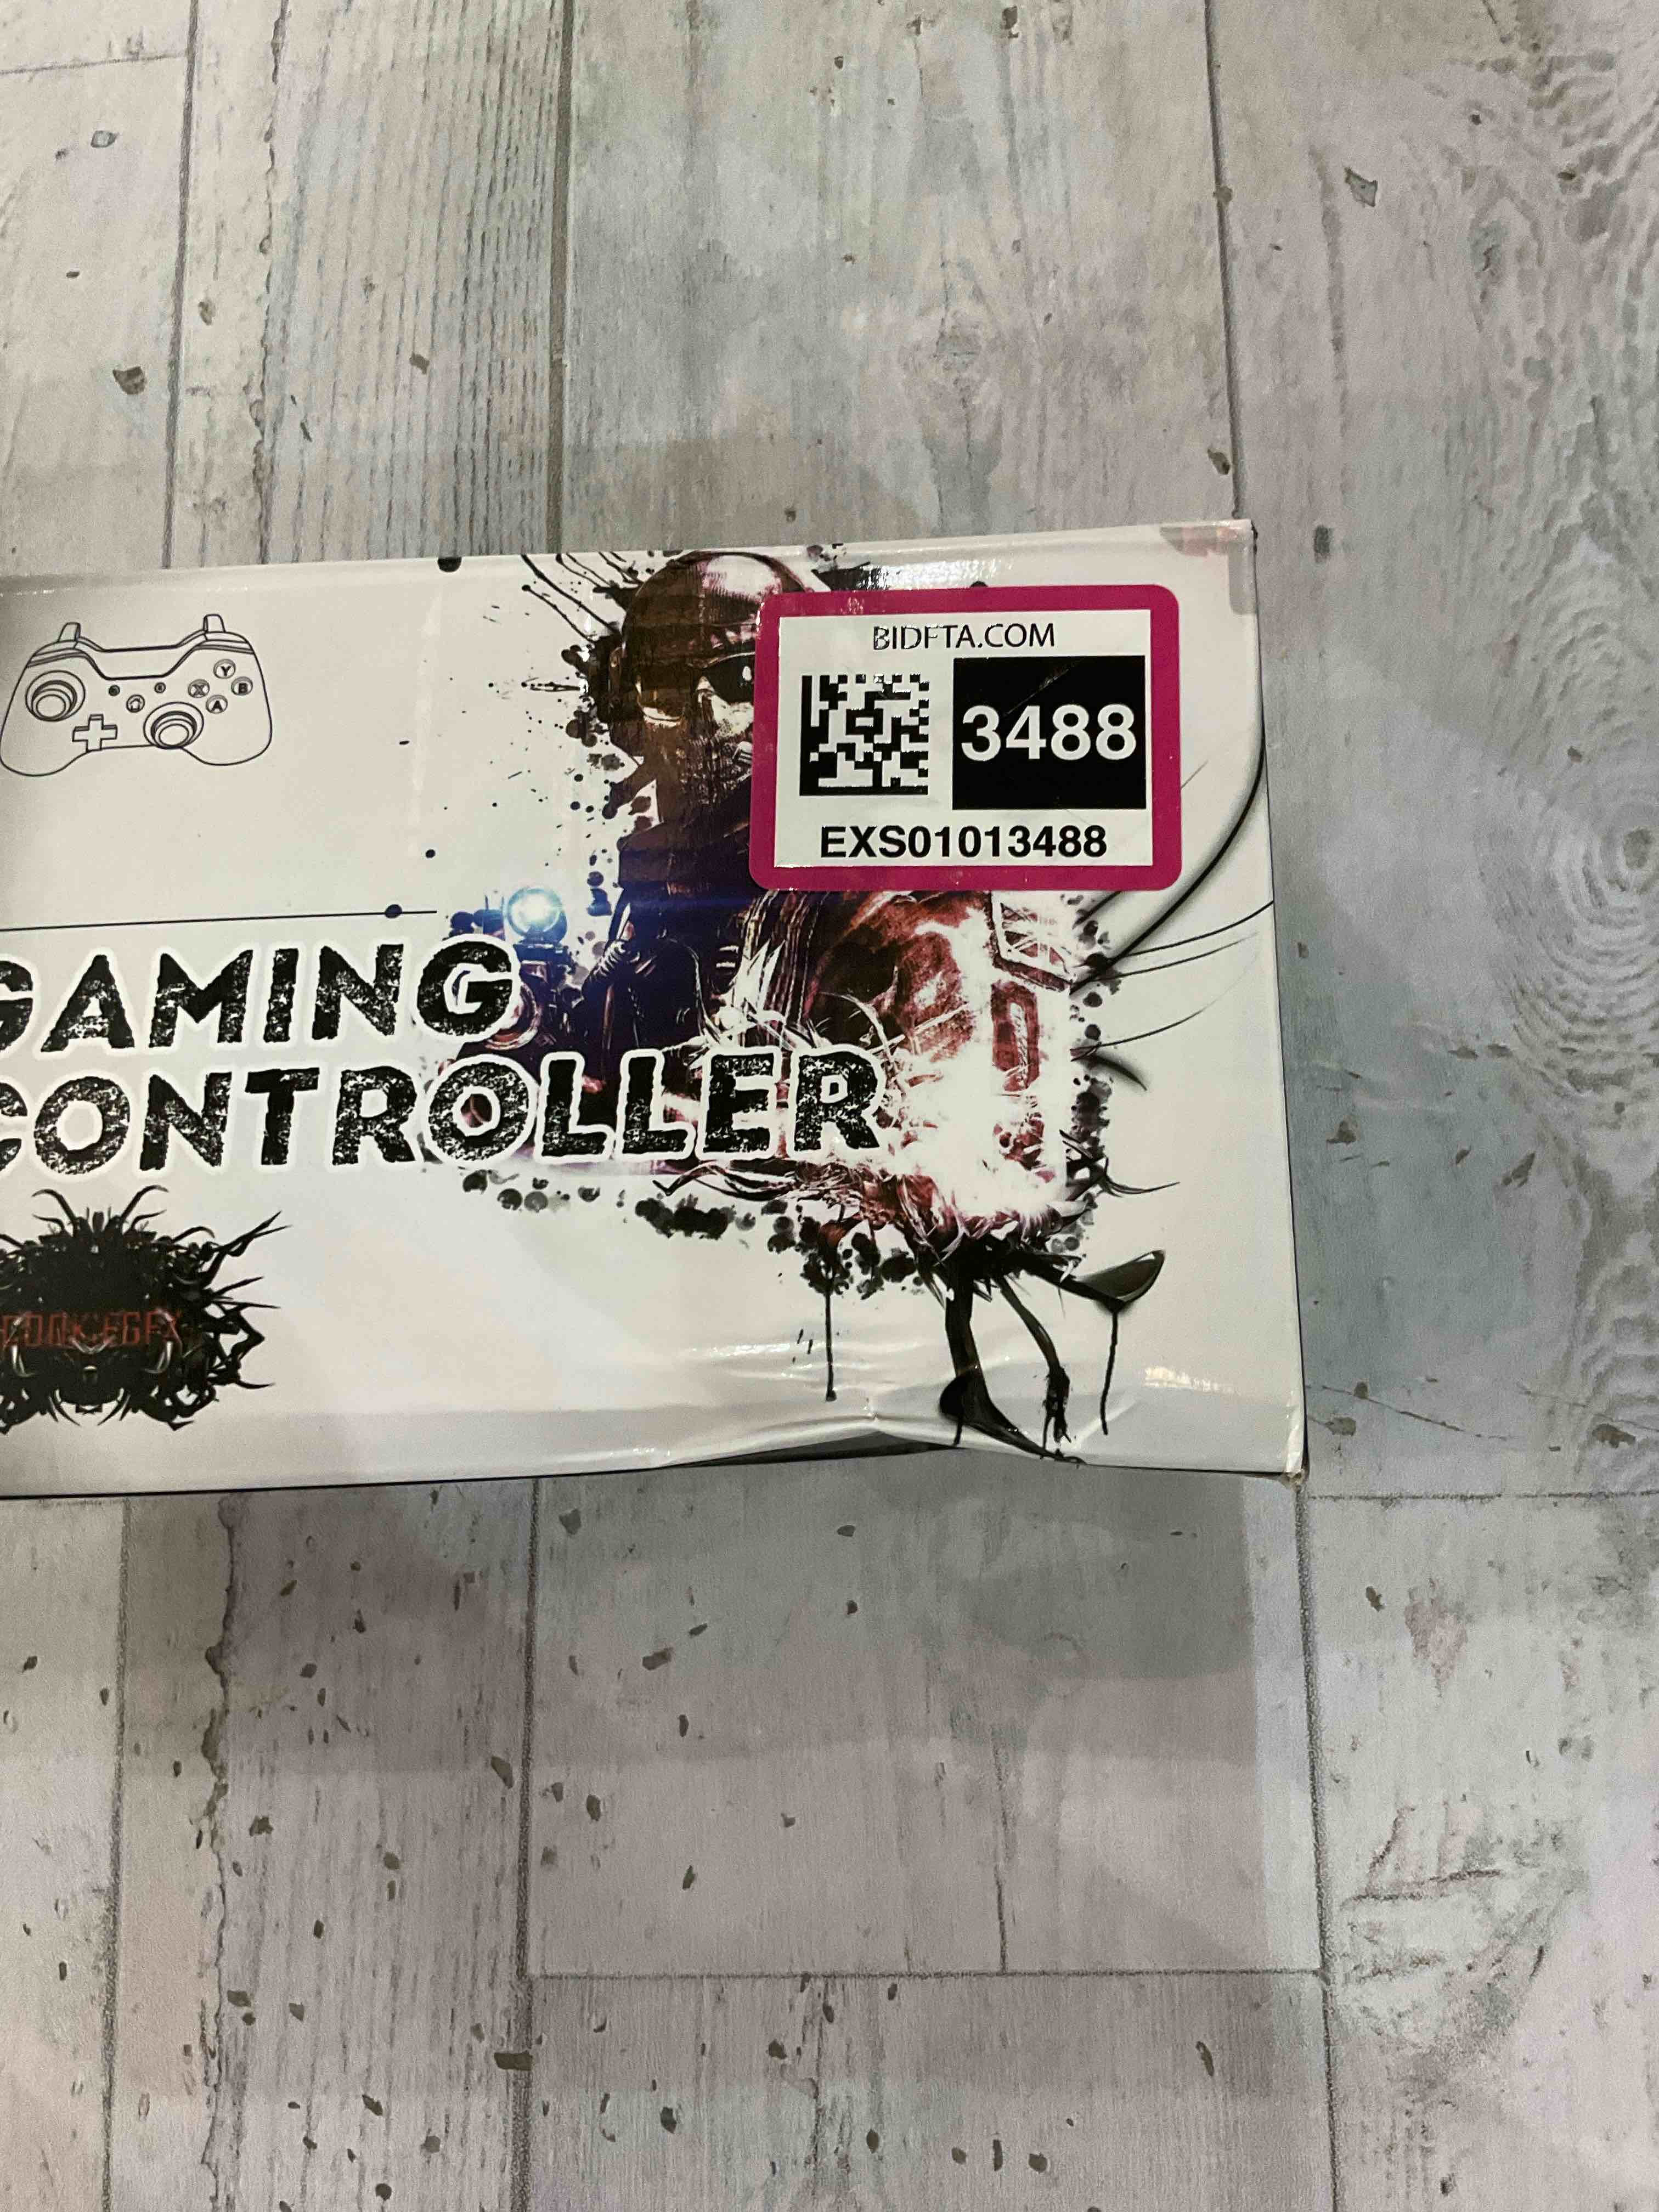 BIDFTA.COM
3488
EXS01013488
Y
X B
A
GAMING
CONTROLLER